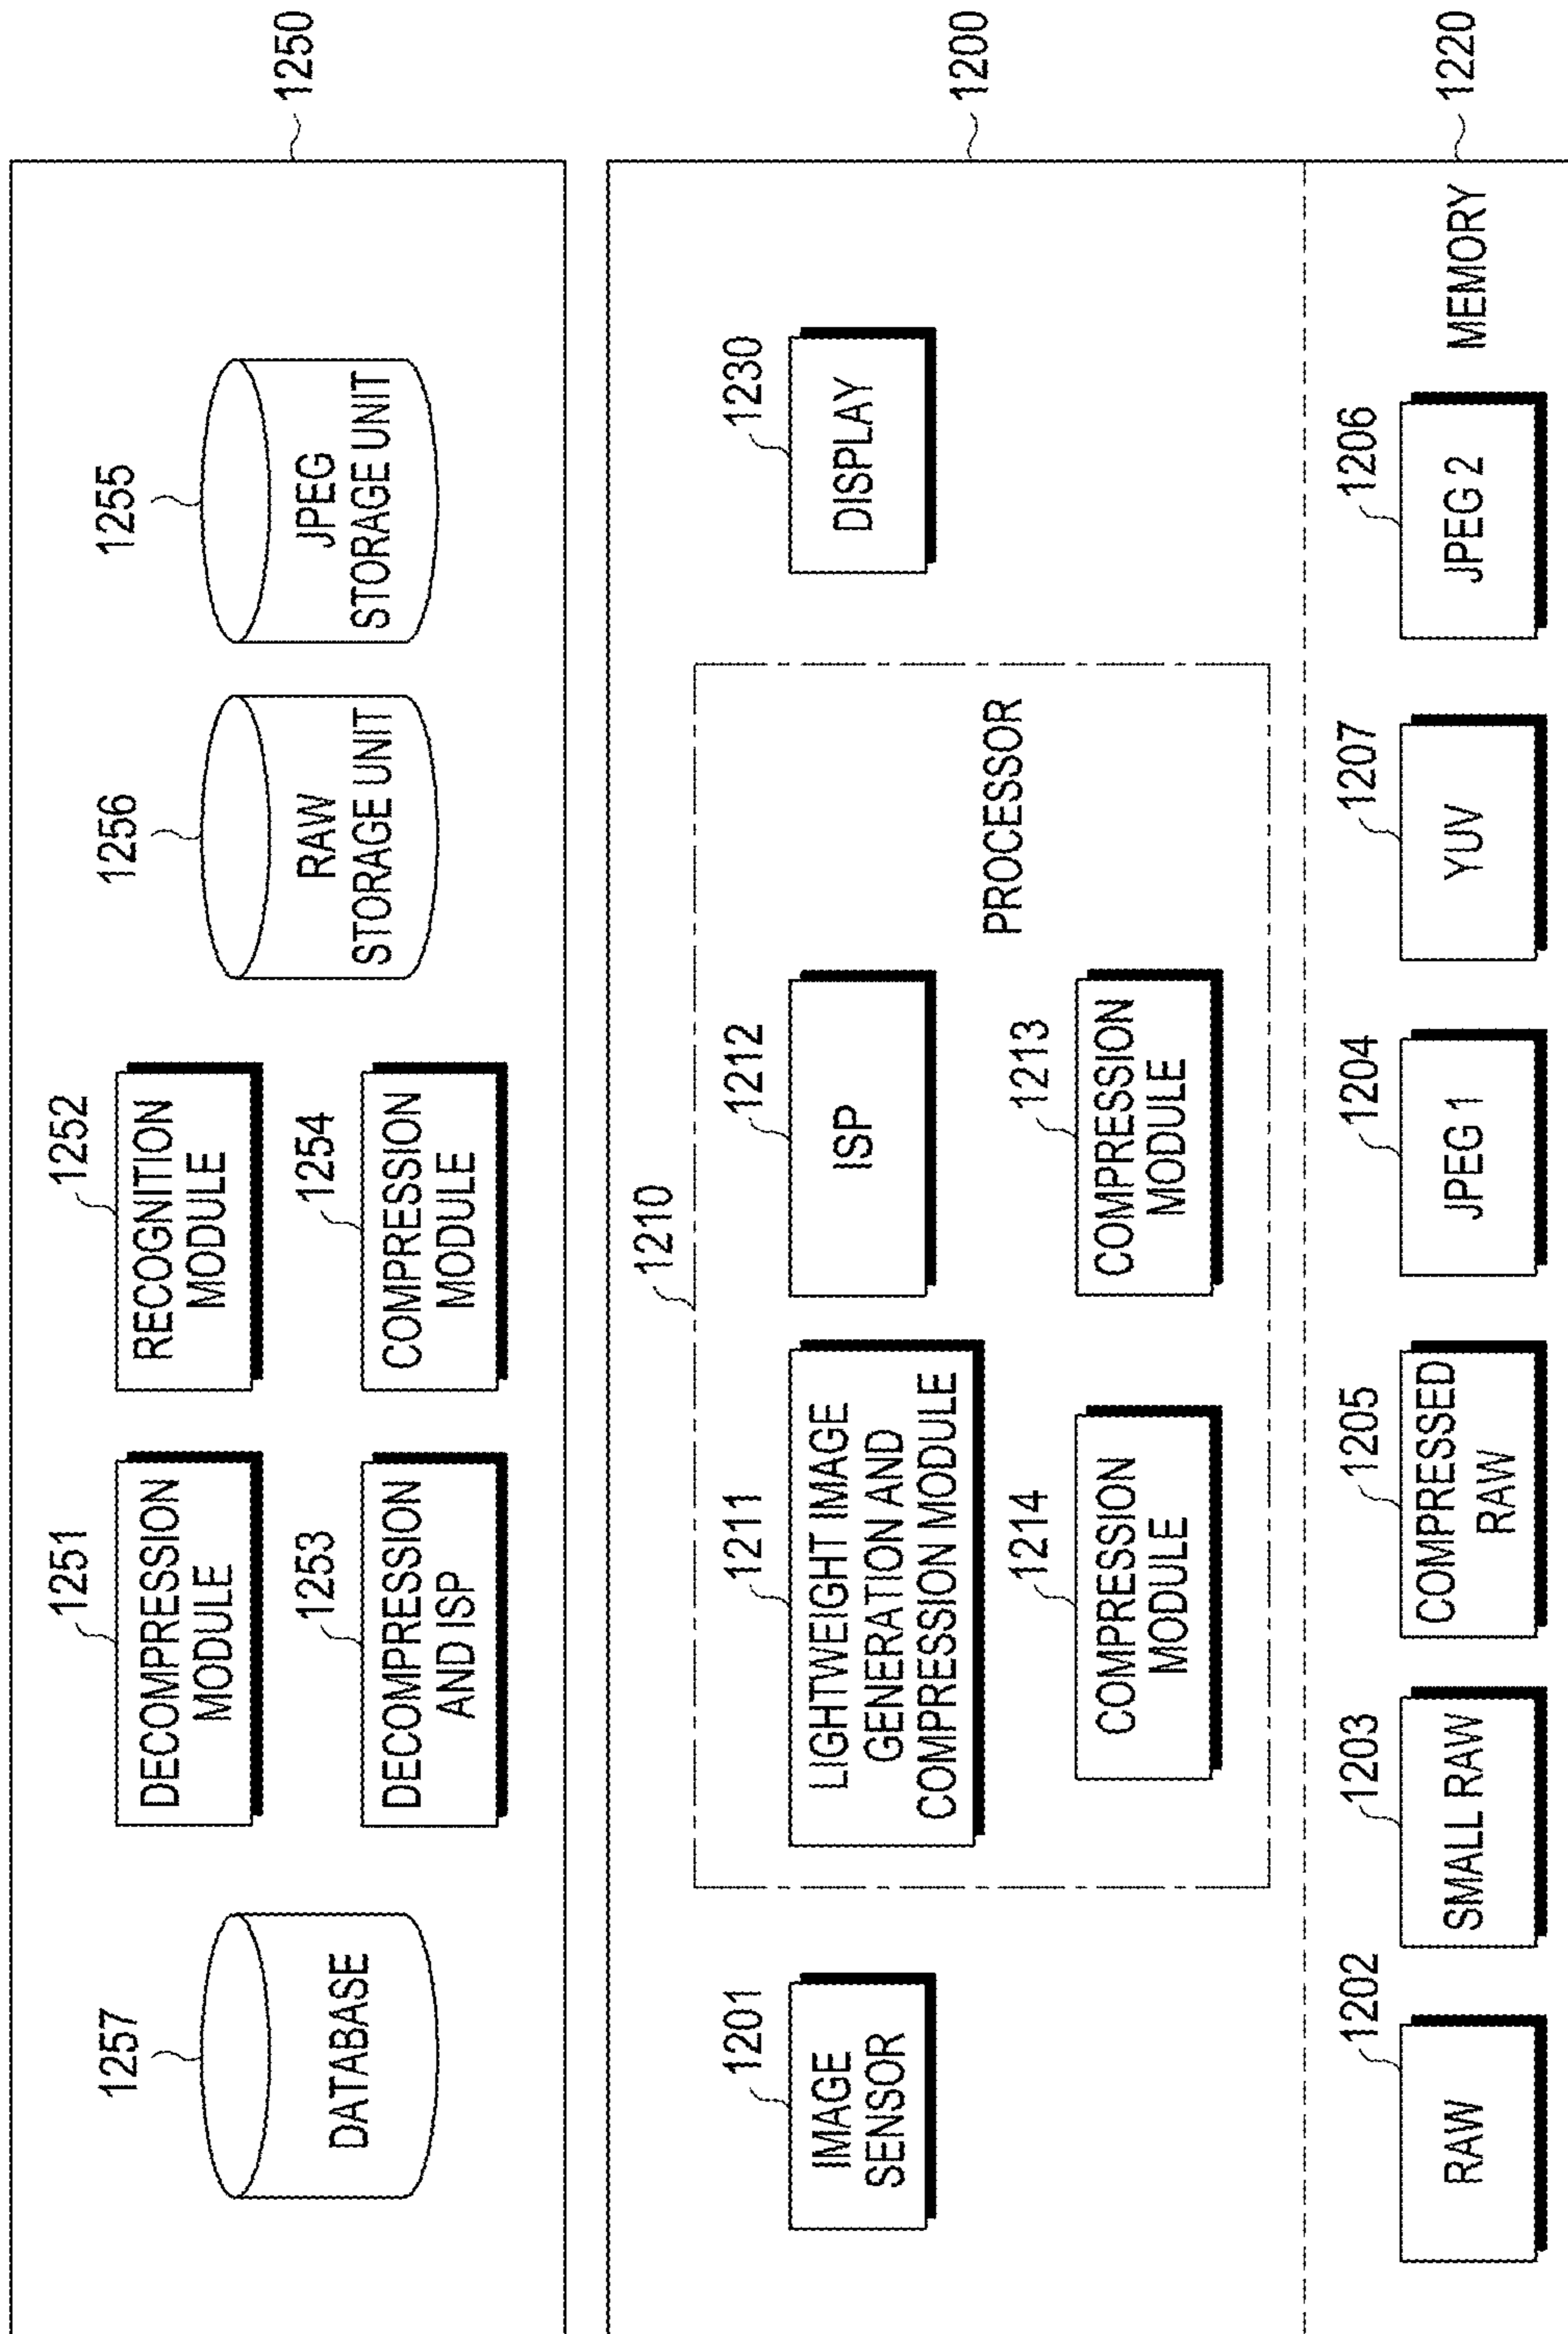 1250
1257
DATABASE
1251
DECOMPRESSION
MODULE
1252
RECOGNITION
MODULE
1253
DECOMPRESSION
AND ISP
1254
COMPRESSION
MODULE
1256
RAW
STORAGE UNIT
1255
JPEG
STORAGE UNIT
1200
1201
IMAGE
SENSOR
1210
1211
LIGHTWEIGHT IMAGE
GENERATION AND
COMPRESSION MODULE
1212
ISP
1214
COMPRESSION
MODULE
1213
COMPRESSION
MODULE
PROCESSOR
1230
DISPLAY
1220
1202
RAW
1203
SMALL RAW
1205
COMPRESSED
RAW
1204
JPEG 1
1207
YUV
1206
JPEG 2
MEMORY